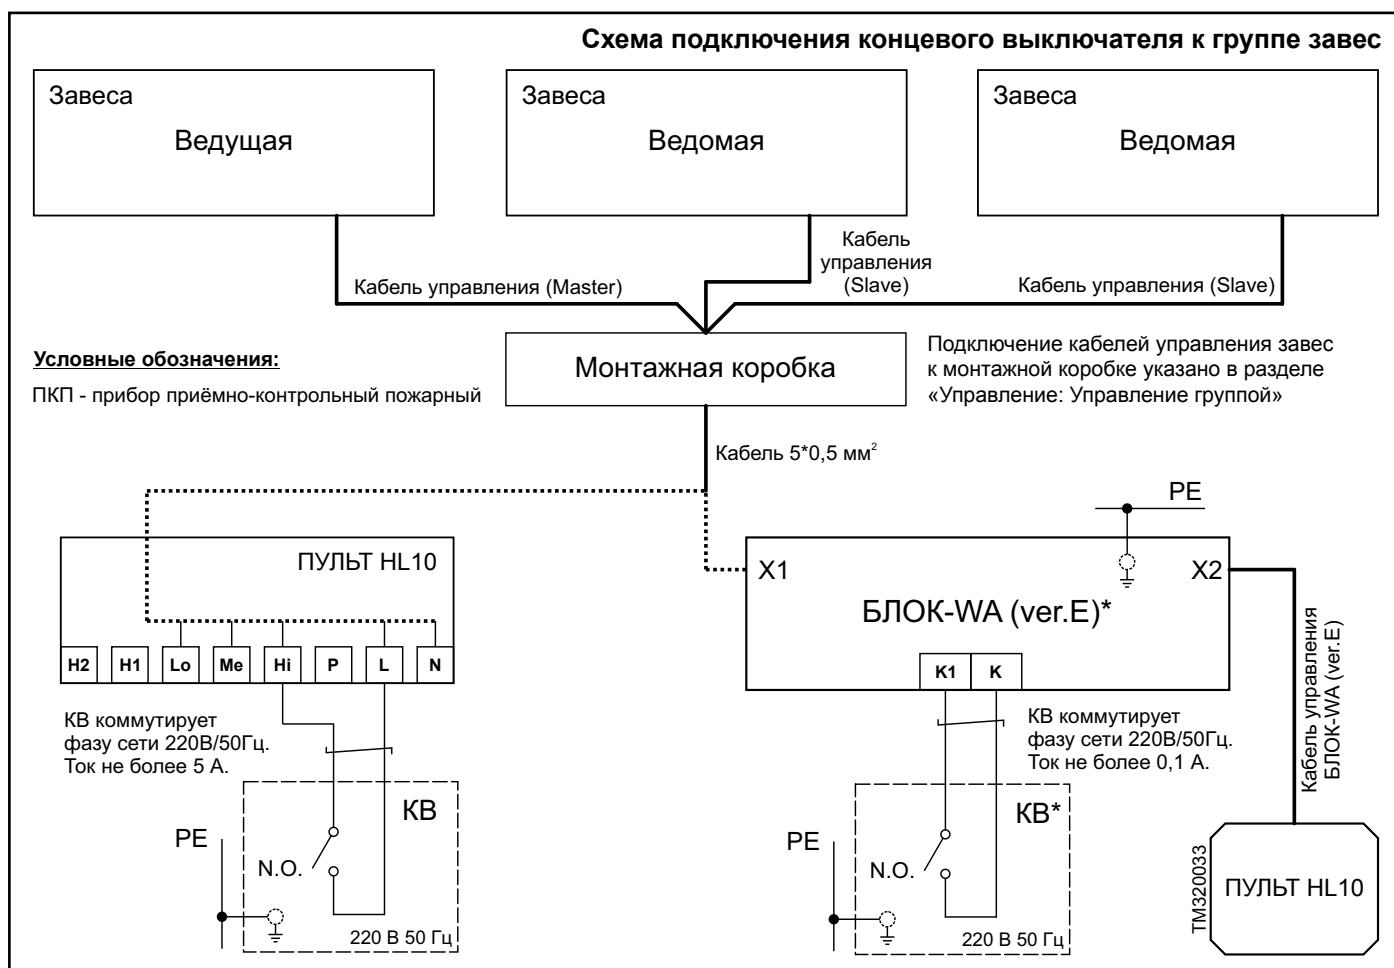 Схема подключения концевого выключателя к группе завес
Завеса
Ведущая
Завеса
Ведомая
Завеса
Ведомая
Кабель управления (Master)
Кабель
управления
(Slave)
Кабель управления (Slave)
Условные обозначения:
ПКП - прибор приёмно-контрольный пожарный
Монтажная коробка
Подключение кабелей управления завес
к монтажной коробке указано в разделе
«Управление: Управление группой»
Кабель 5*0,5 мм²
ПУЛЬТ HL10
H2 H1 Lo Me Hi P L N
КВ коммутирует
фазу сети 220В/50Гц.
Ток не более 5 А.
КВ
PE
N.O.
220 В 50 Гц
PE
X1
X2
БЛОК-WA (ver.E)*
K1 K
КВ коммутирует
фазу сети 220В/50Гц.
Ток не более 0,1 А.
КВ*
PE
N.O.
220 В 50 Гц
Кабель управления
БЛОК-WA (ver.E)
TM320033
ПУЛЬТ HL10